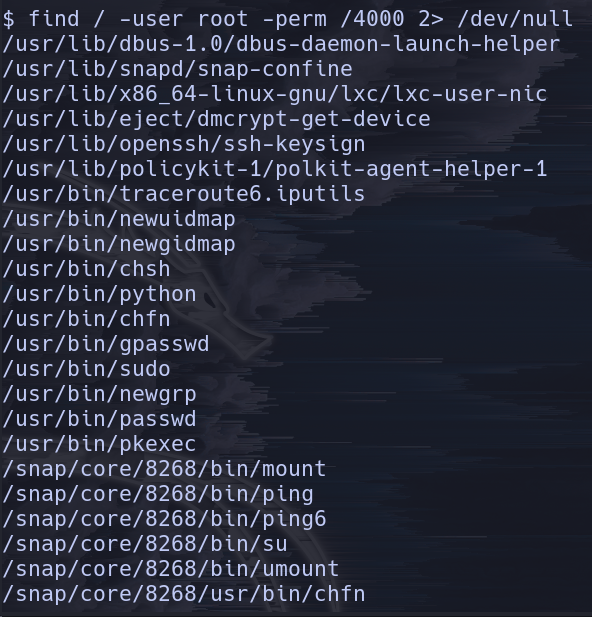 $ find / -user root -perm /4000 2> /dev/null
/usr/lib/dbus-1.0/dbus-daemon-launch-helper
/usr/lib/snapd/snap-confine
/usr/lib/x86_64-linux-gnu/lxc/lxc-user-nic
/usr/lib/eject/dmcrypt-get-device
/usr/lib/openssh/ssh-keysign
/usr/lib/policykit-1/polkit-agent-helper-1
/usr/bin/traceroute6.iputils
/usr/bin/newuidmap
/usr/bin/newgidmap
/usr/bin/chsh
/usr/bin/python
/usr/bin/chfn
/usr/bin/gpasswd
/usr/bin/sudo
/usr/bin/newgrp
/usr/bin/passwd
/usr/bin/pkexec
/snap/core/8268/bin/mount
/snap/core/8268/bin/ping
/snap/core/8268/bin/ping6
/snap/core/8268/bin/su
/snap/core/8268/bin/umount
/snap/core/8268/usr/bin/chfn